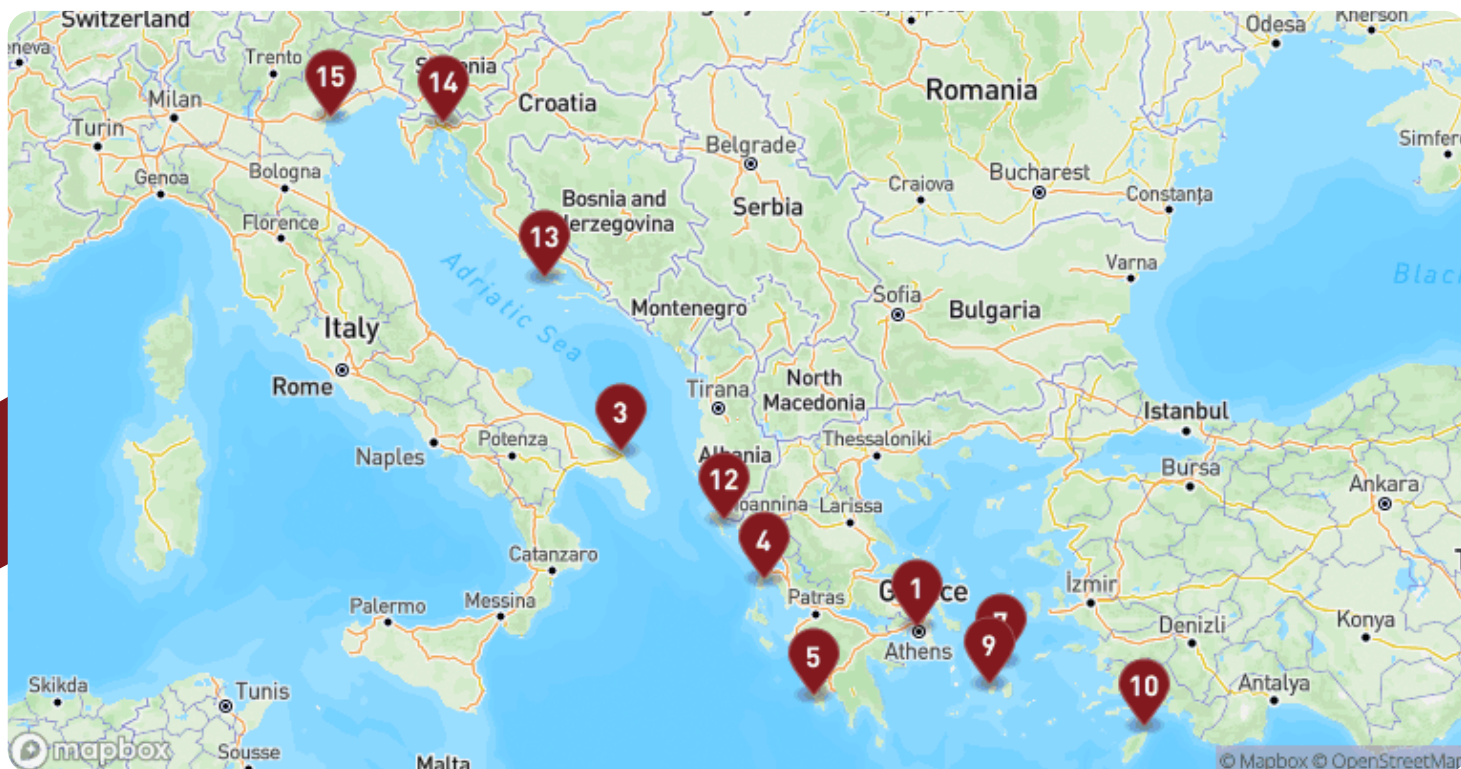 Switzerland
Kherson
Odesa
Trento
15
Slovenia
14
Milan
Croatia
Romania
Turin
Simfero
Belgrade
Genoa
Bologna
Bosnia and
Herzegovina
Craiova
Bucharest
Constanța
Serbia
Florence
13
Varna
Adriatic Sea
Sofia
Black
Montenegro
Bulgaria
Italy
Rome
Tirana
North
Macedonia
3
Istanbul
Naples
Potenza
Thessaloniki
Albania
Bursa
12
Ioannina
Larissa
Ankara
4
Catanzaro
1
Greece
İzmir
Palermo
Messina
Patras
7
Konya
Denizli
9
Athens
5
Skikda
Tunis
10
Antalya
mapbox
Sousse
Malta
© Mapbox © OpenStreetMap